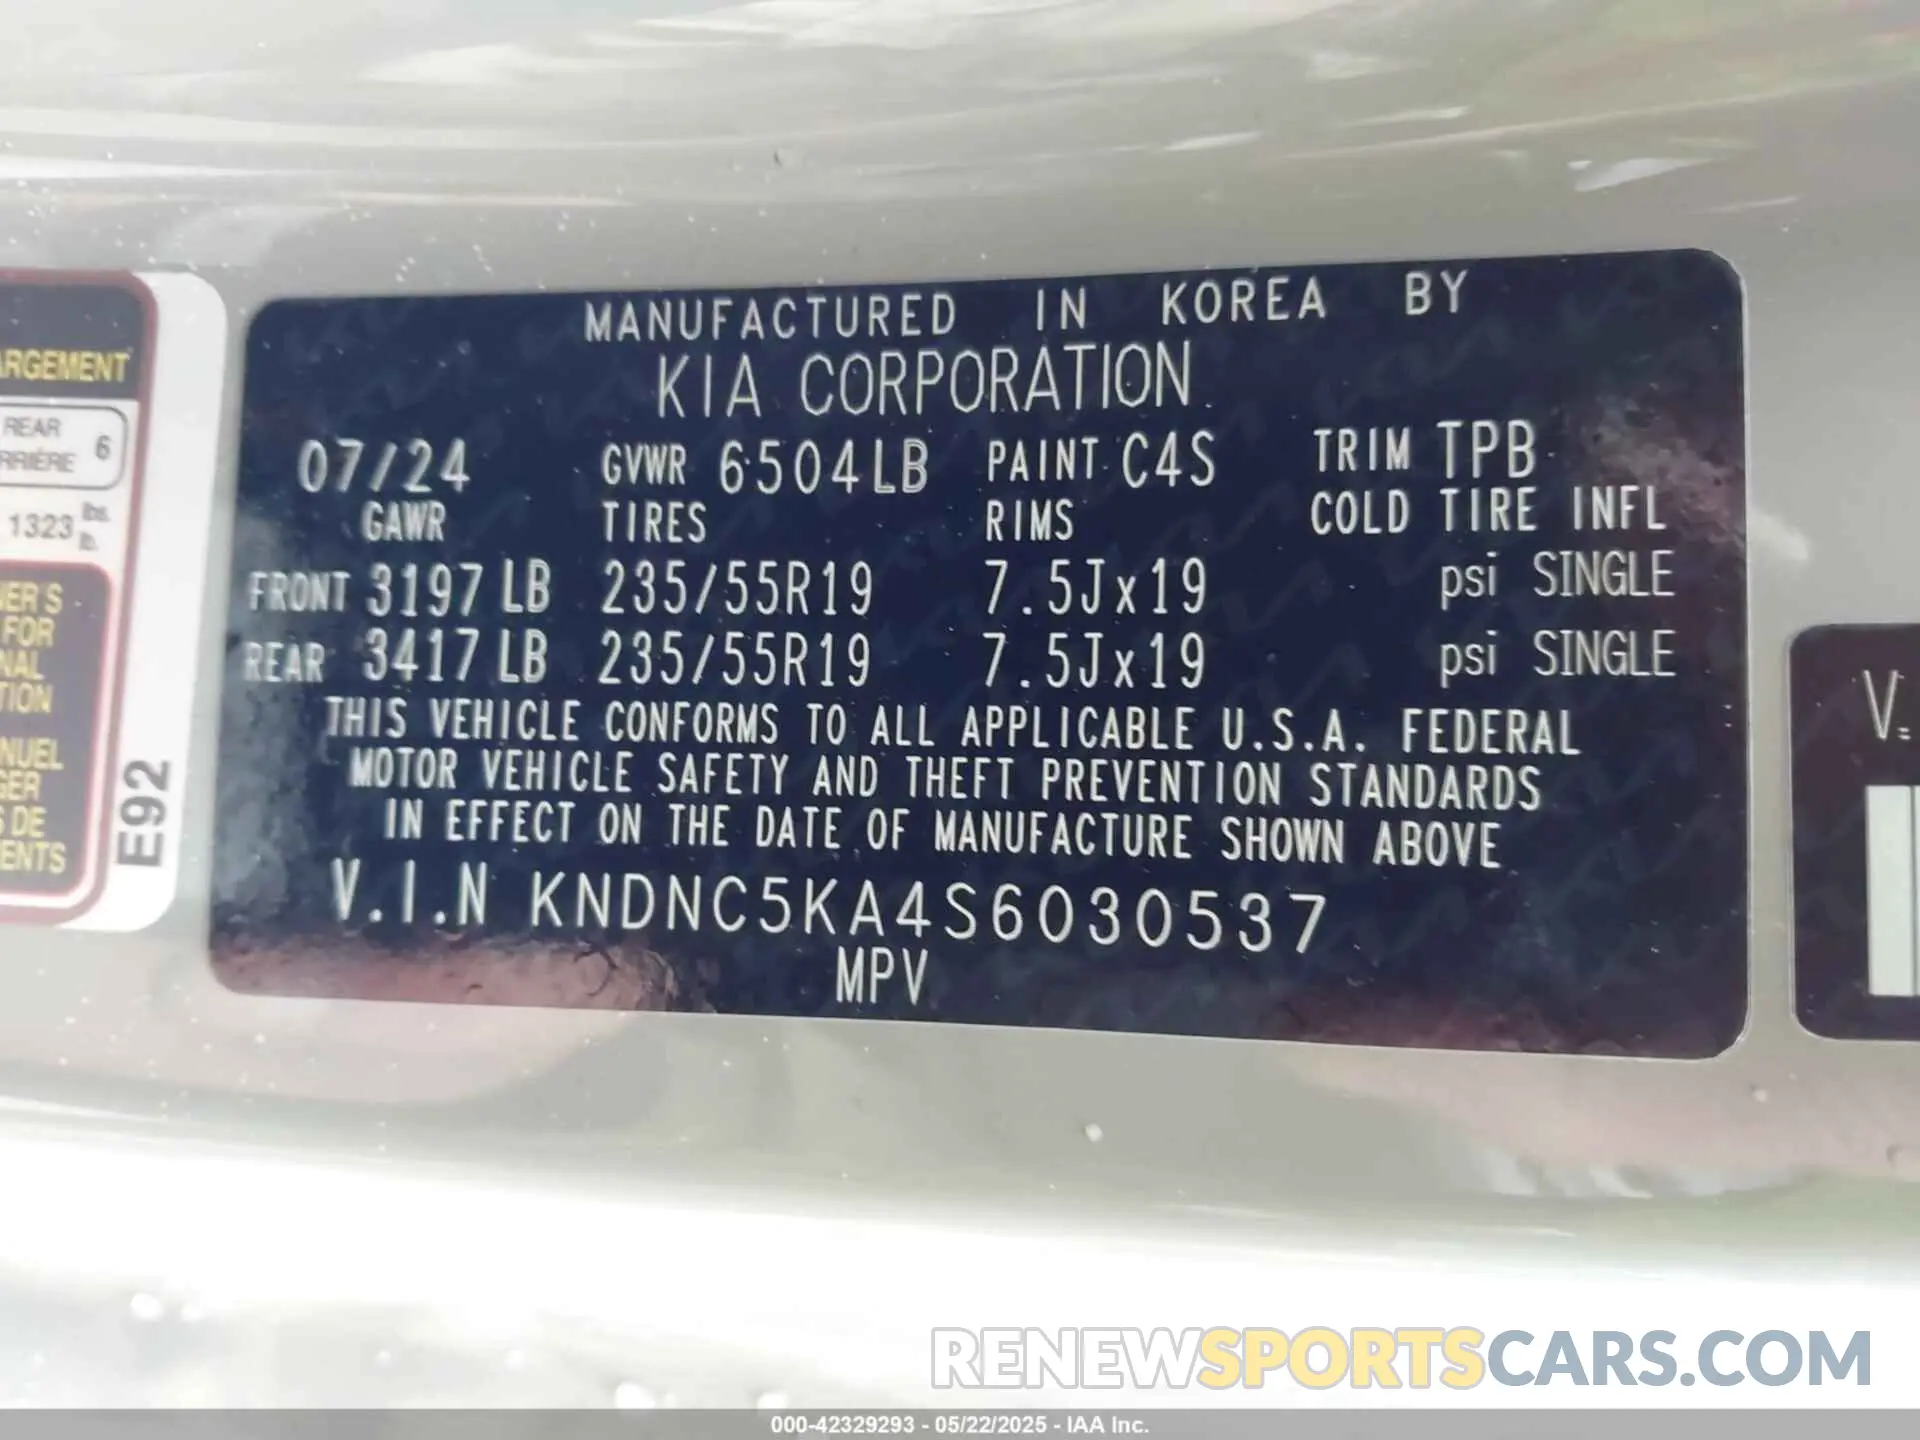 ARGEMENT
REAR 6
1323 lbs.
lb.
FOR
DE
E92
MANUFACTURED IN KOREA BY
KIA CORPORATION
07/24 GVWR 6504LB PAINT C4S TRIM TPB
GAWR TIRES RIMS COLD TIRE INFL
FRONT 3197 LB 235/55R19 7.5Jx19 psi SINGLE
REAR 3417 LB 235/55R19 7.5Jx19 psi SINGLE
THIS VEHICLE CONFORMS TO ALL APPLICABLE U.S.A. FEDERAL
MOTOR VEHICLE SAFETY AND THEFT PREVENTION STANDARDS
IN EFFECT ON THE DATE OF MANUFACTURE SHOWN ABOVE
V.I.N KNDNC5KA4S6030537
MPV
V.
RENEWSPORTSCARS.COM
000-42329293 - 05/22/2025 - IAA Inc.